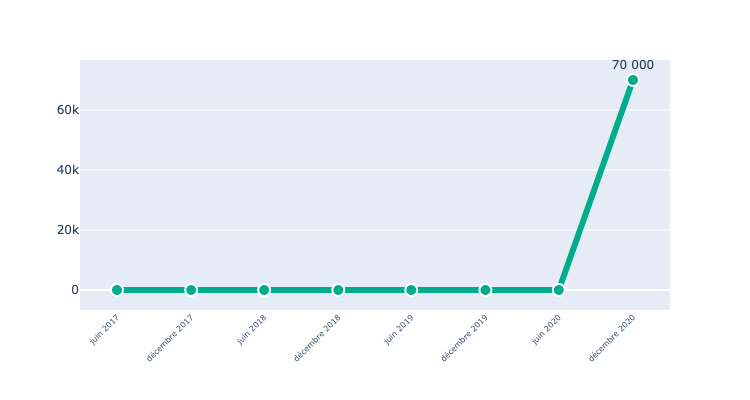 70 000
60k
40k
20k
0
juin 2017
décembre 2017
juin 2018
décembre 2018
juin 2019
décembre 2019
juin 2020
décembre 2020